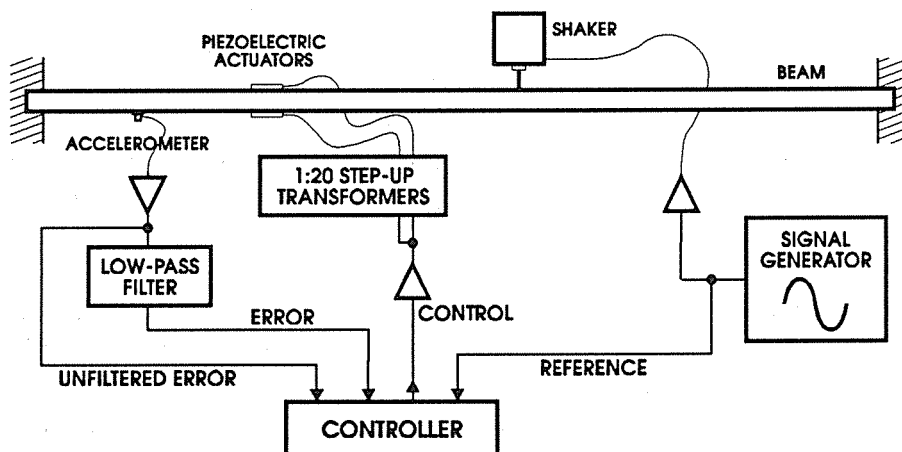 PIEZOELECTRIC
ACTUATORS
SHAKER
BEAM
ACCELEROMETER
1:20 STEP-UP
TRANSFORMERS
SIGNAL
GENERATOR
LOW-PASS
FILTER
ERROR
CONTROL
UNFILTERED ERROR
REFERENCE
CONTROLLER